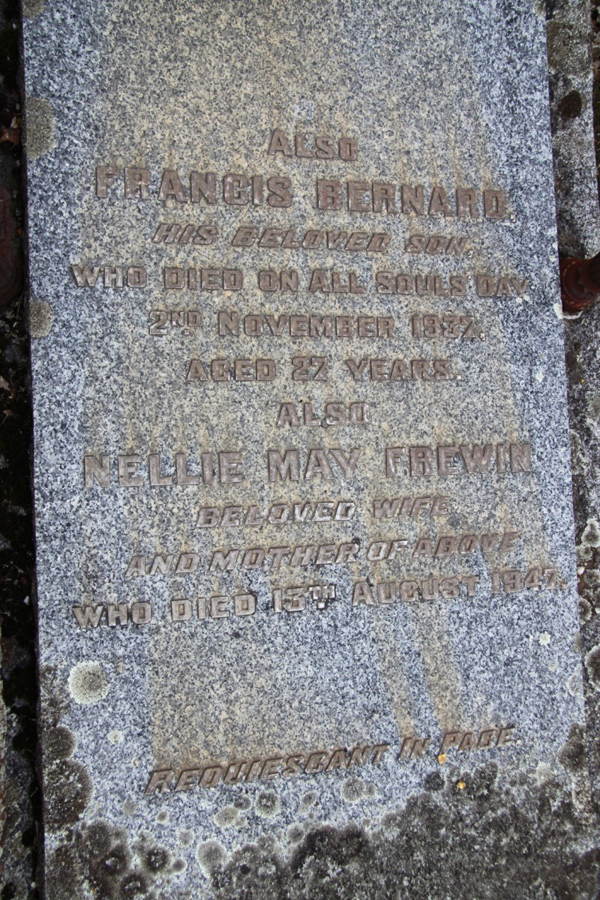 ALSO
FRANCIS BERNARD.
HIS BELOVED SON,
WHO DIED ON ALL SOULS DAY
2ND NOVEMBER 1937.
AGED 27 YEARS.
ALSO
NELLIE MAY FREWIN
BELOVED WIFE
AND MOTHER OF ABOVE
WHO DIED 13TH AUGUST 1947.
REQUIESCANT IN PACE.